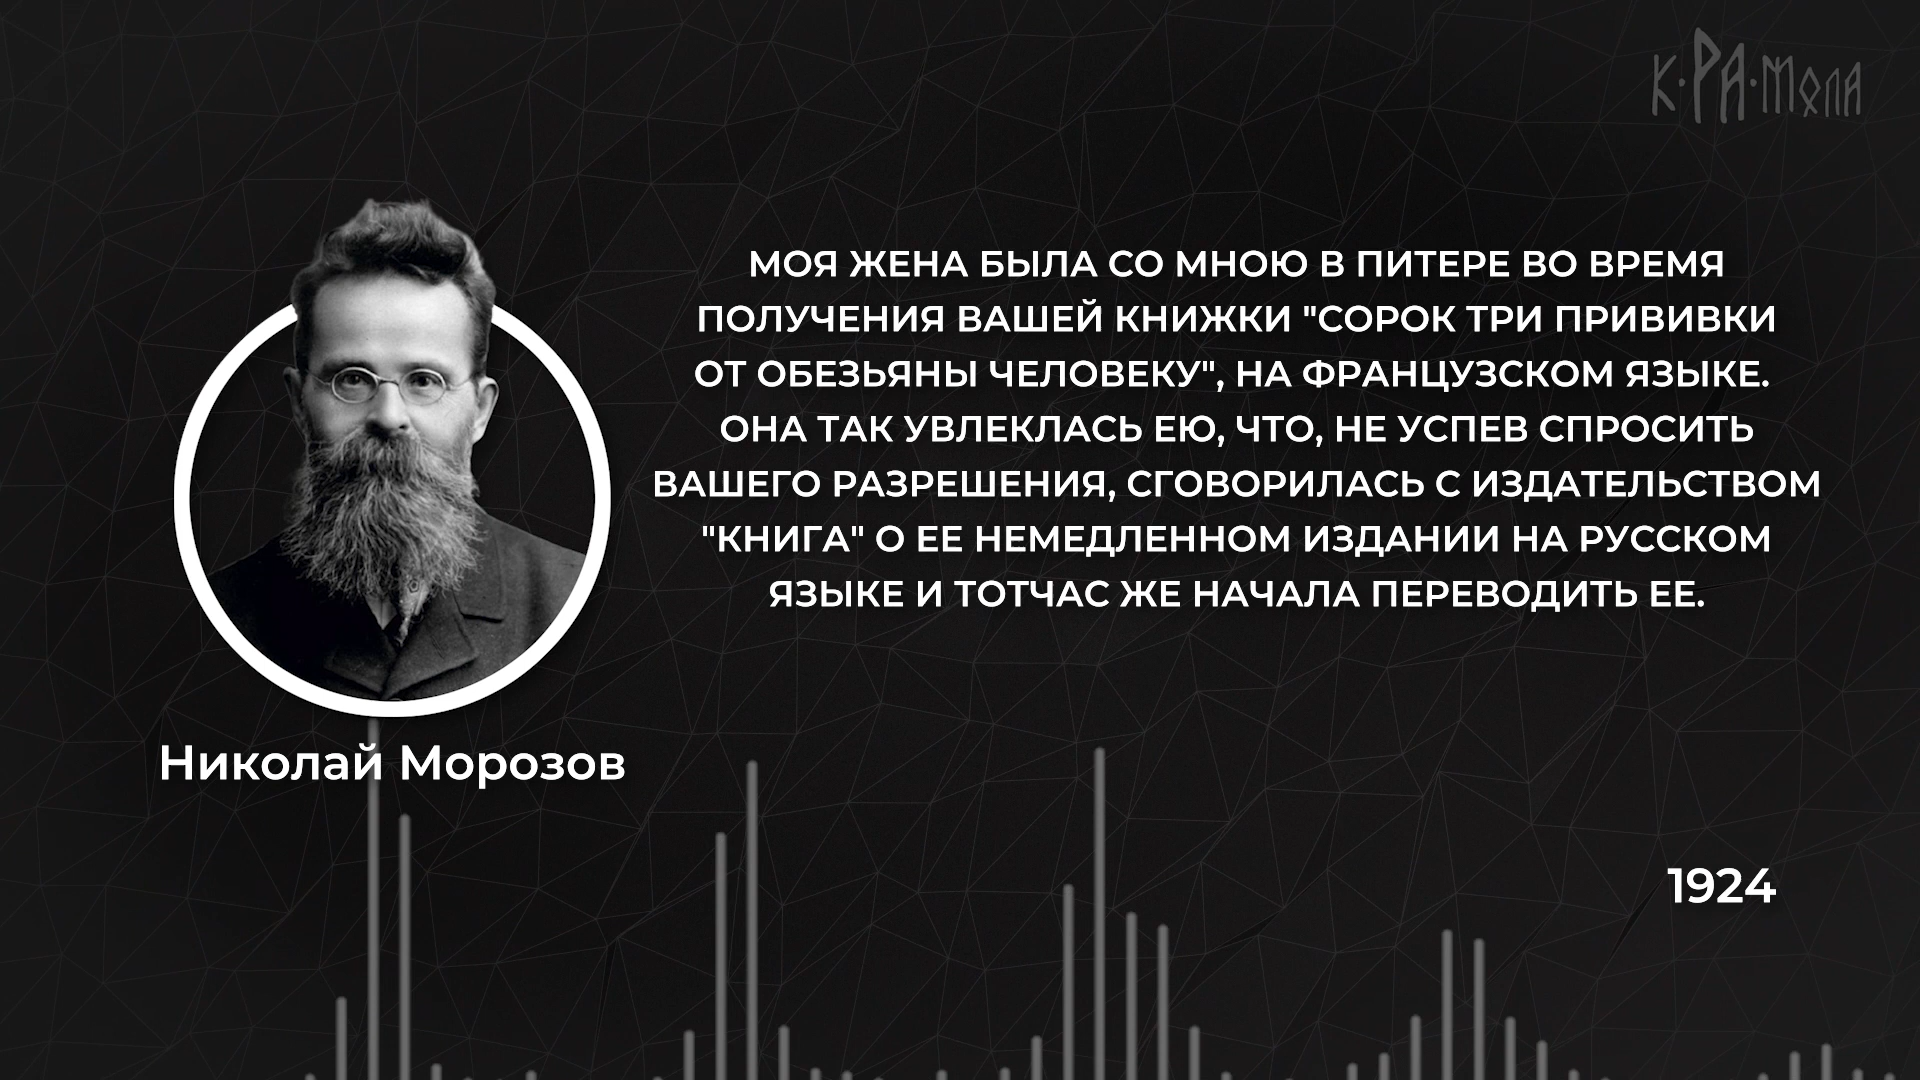 К·РА·МОЛА
МОЯ ЖЕНА БЫЛА СО МНОЮ В ПИТЕРЕ ВО ВРЕМЯ
ПОЛУЧЕНИЯ ВАШЕЙ КНИЖКИ "СОРОК ТРИ ПРИВИВКИ
ОТ ОБЕЗЬЯНЫ ЧЕЛОВЕКУ", НА ФРАНЦУЗСКОМ ЯЗЫКЕ.
ОНА ТАК УВЛЕКЛАСЬ ЕЮ, ЧТО, НЕ УСПЕВ СПРОСИТЬ
ВАШЕГО РАЗРЕШЕНИЯ, СГОВОРИЛАСЬ С ИЗДАТЕЛЬСТВОМ
"КНИГА" О ЕЕ НЕМЕДЛЕННОМ ИЗДАНИИ НА РУССКОМ
ЯЗЫКЕ И ТОТЧАС ЖЕ НАЧАЛА ПЕРЕВОДИТЬ ЕЕ.
Николай Морозов
1924